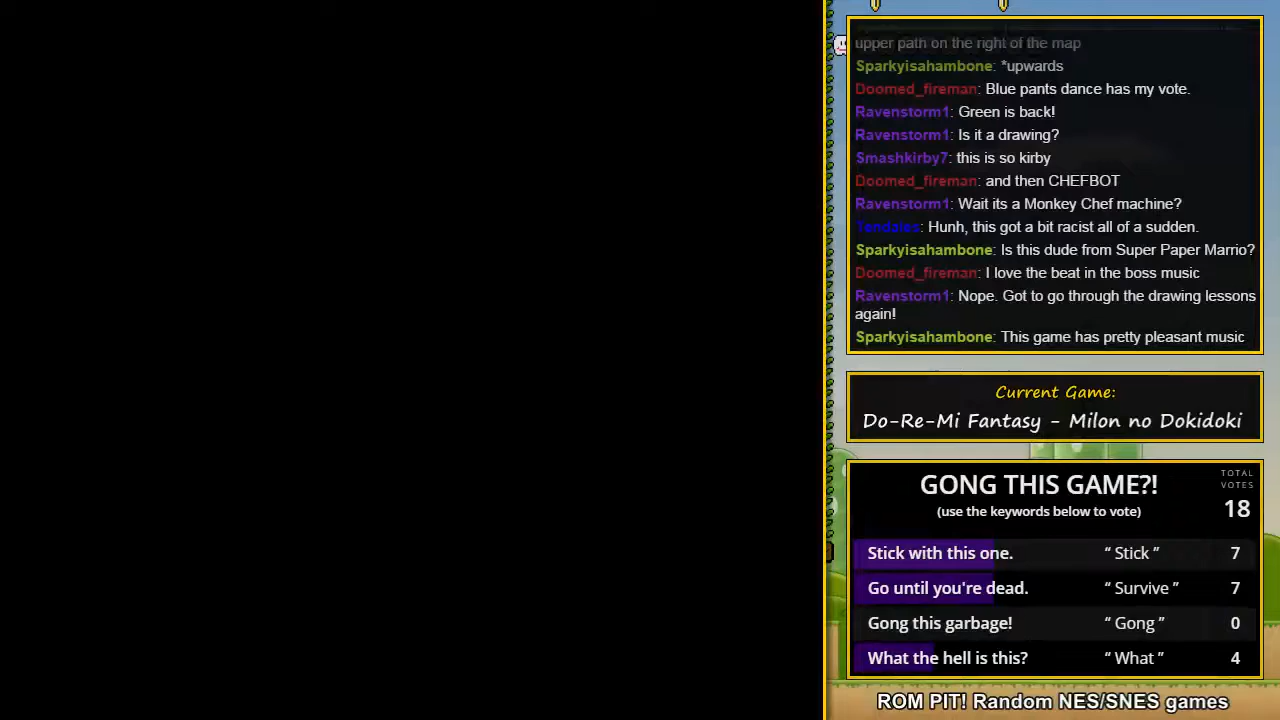 upper path on the right of the map
Sparkyisahambone: *upwards
Doomed_fireman: Blue pants dance has my vote.
Ravenstorm1: Green is back!
Ravenstorm1: Is it a drawing?
Smashkirby7: this is so kirby
Doomed_fireman: and then CHEFBOT
Ravenstorm1: Wait its a Monkey Chef machine?
Tendales: Hunh, this got a bit racist all of a sudden.
Sparkyisahambone: Is this dude from Super Paper Marrio?
Doomed_fireman: I love the beat in the boss music
Ravenstorm1: Nope. Got to go through the drawing lessons
again!
Sparkyisahambone: This game has pretty pleasant music
Current Game:
Do-Re-Mi Fantasy - Milon no Dokidoki
GONG THIS GAME?!
(use the keywords below to vote)
TOTAL
VOTES
18
Stick with this one. “ Stick ” 7
Go until you're dead. “ Survive ” 7
Gong this garbage! “ Gong ” 0
What the hell is this? “ What ” 4
ROM PIT! Random NES/SNES games